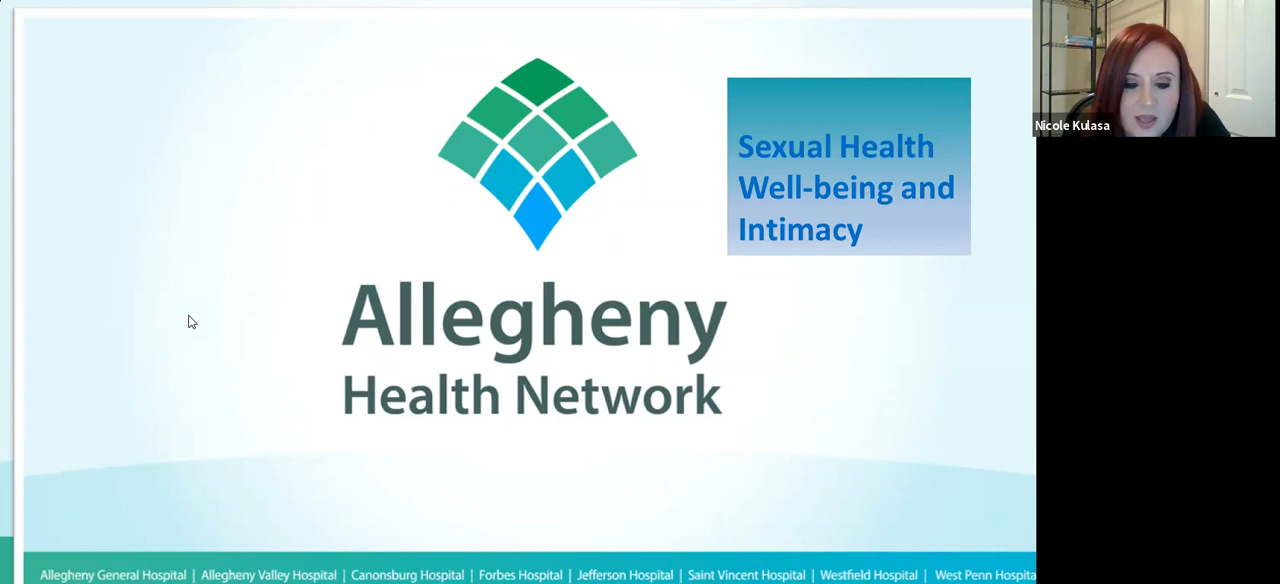 Sexual Health
Well-being and
Intimacy
Allegheny
Health Network
Allegheny General Hospital | Allegheny Valley Hospital | Canonsburg Hospital | Forbes Hospital | Jefferson Hospital | Saint Vincent Hospital | Westfield Hospital | West Penn Hospita
Nicole Kulasa